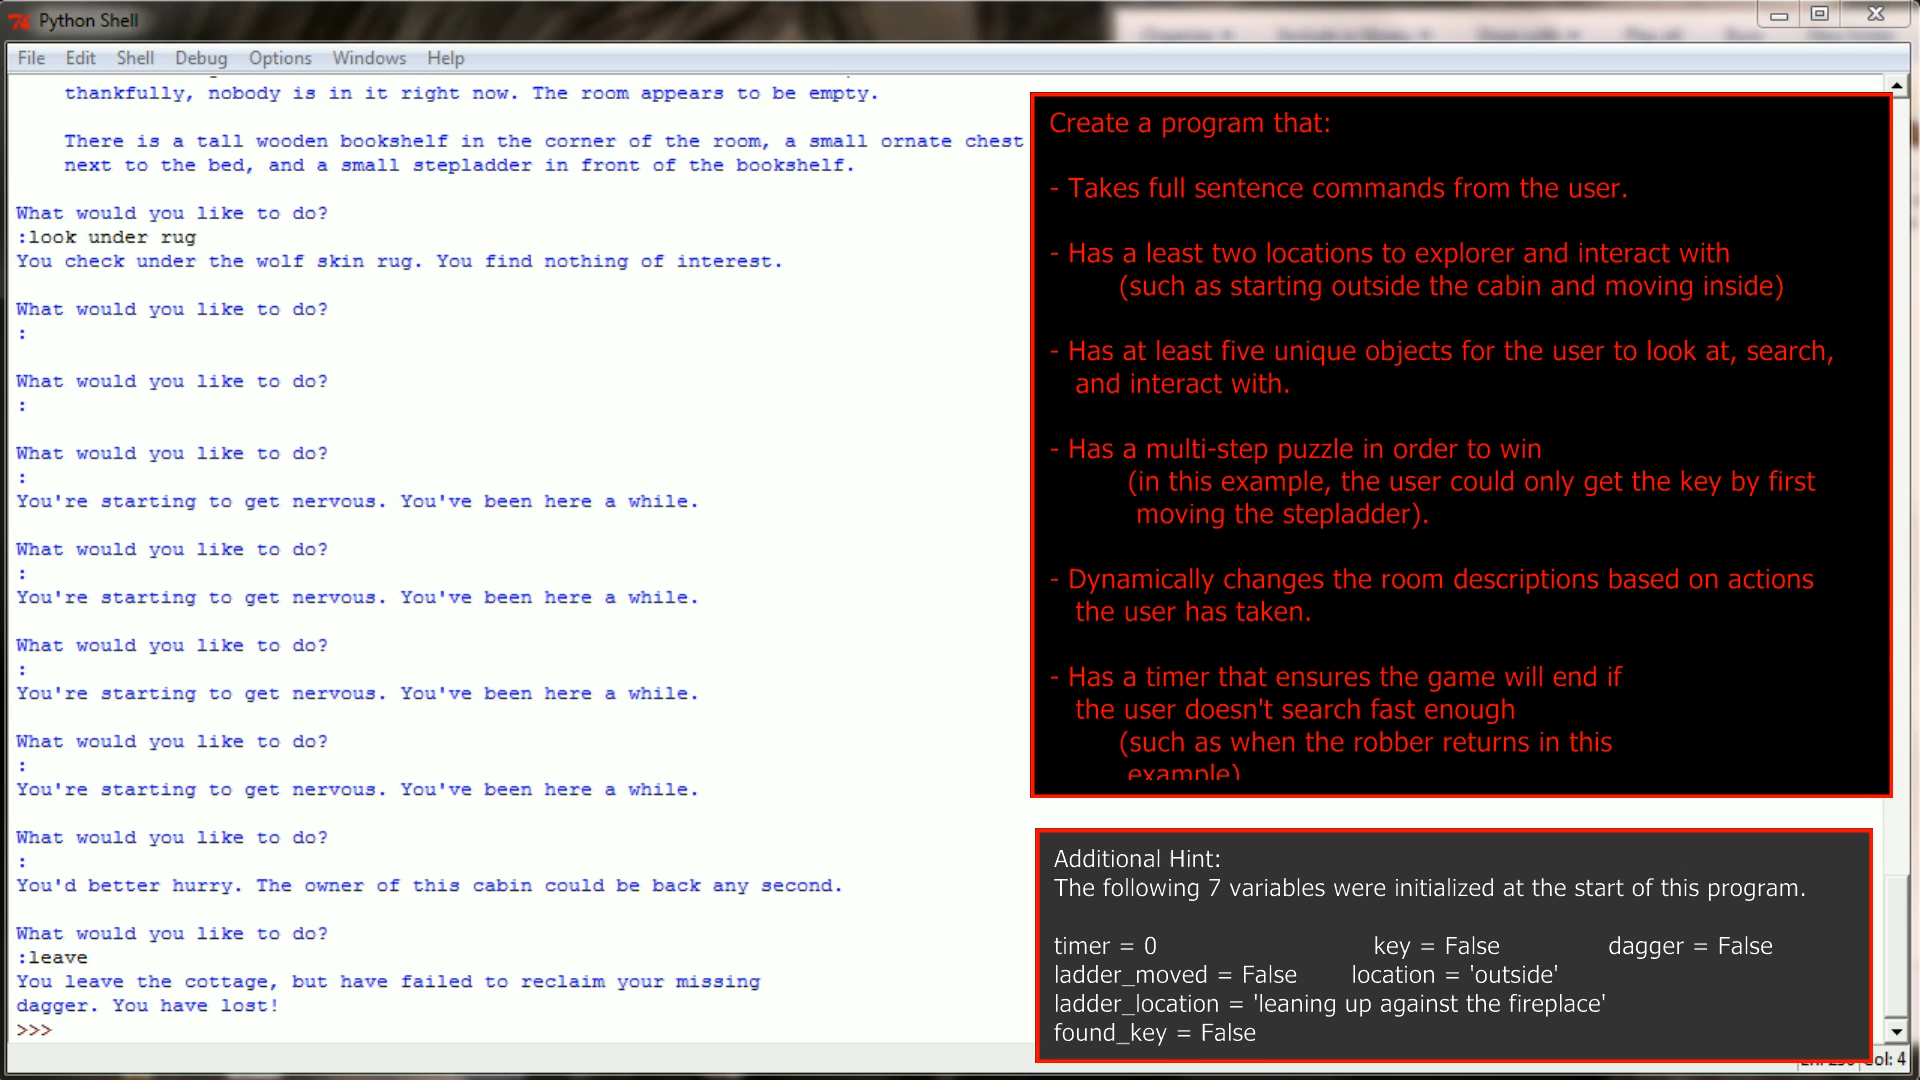 Python Shell
File Edit Shell Debug Options Windows Help
thankfully, nobody is in it right now. The room appears to be empty.
There is a tall wooden bookshelf in the corner of the room, a small ornate chest
next to the bed, and a small stepladder in front of the bookshelf.
What would you like to do?
:look under rug
You check under the wolf skin rug. You find nothing of interest.
What would you like to do?
:
What would you like to do?
:
What would you like to do?
:
You're starting to get nervous. You've been here a while.
What would you like to do?
:
You're starting to get nervous. You've been here a while.
What would you like to do?
:
You're starting to get nervous. You've been here a while.
What would you like to do?
:
You're starting to get nervous. You've been here a while.
What would you like to do?
:
You'd better hurry. The owner of this cabin could be back any second.
What would you like to do?
:leave
You leave the cottage, but have failed to reclaim your missing
dagger. You have lost!
>>>
Create a program that:
- Takes full sentence commands from the user.
- Has a least two locations to explorer and interact with
(such as starting outside the cabin and moving inside)
- Has at least five unique objects for the user to look at, search,
and interact with.
- Has a multi-step puzzle in order to win
(in this example, the user could only get the key by first
moving the stepladder).
- Dynamically changes the room descriptions based on actions
the user has taken.
- Has a timer that ensures the game will end if
the user doesn't search fast enough
(such as when the robber returns in this
example)
Additional Hint:
The following 7 variables were initialized at the start of this program.
timer = 0 key = False dagger = False
ladder_moved = False location = 'outside'
ladder_location = 'leaning up against the fireplace'
found_key = False
Col: 4